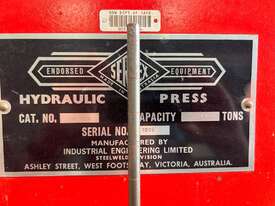 ENDORSED EQUIPMENT
HYDRAULIC PRESS
CAT. NO. CAPACITY TONS
SERIAL NO.
MANUFACTURED BY
INDUSTRIAL ENGINEERING LIMITED
STEELWELD DIVISION
ASHLEY STREET, WEST FOOTSCRAY, VICTORIA, AUSTRALIA.